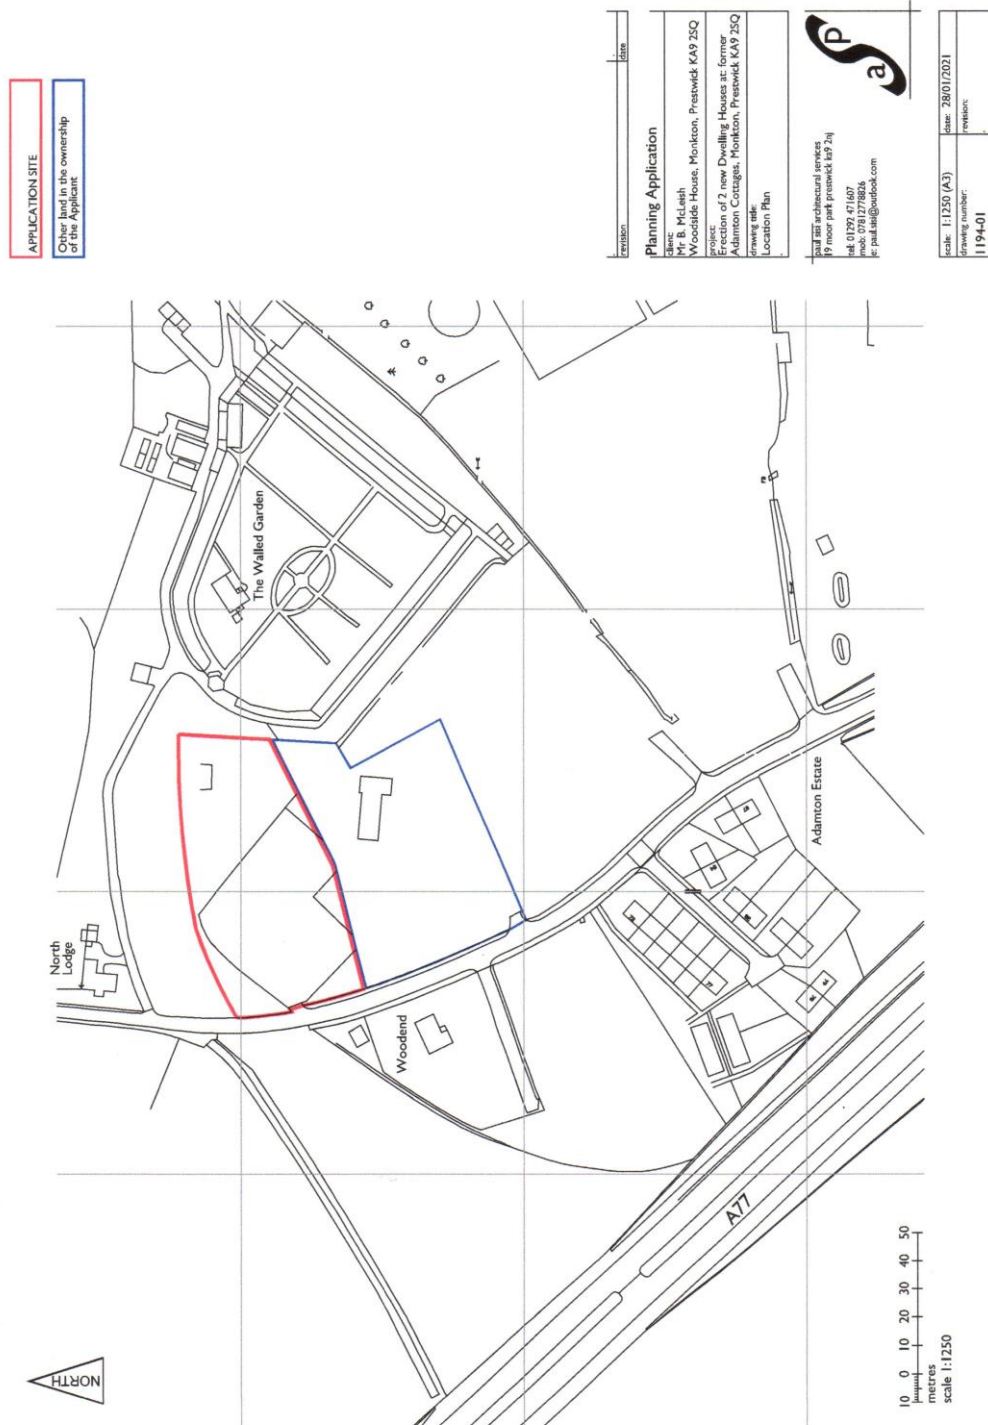 APPLICATION SITE
Other land in the ownership
of the Applicant
North
Lodge
The Walled Garden
Woodend
Adamton Estate
A77
NORTH
10 0 10 20 30 40 50
metres
scale 1:1250
revision
date
Planning Application
client:
Mr B. McLeish
Woodside House, Monkton, Prestwick KA9 2SQ
project:
Erection of 2 new Dwelling Houses at: former
Adamton Cottages, Monkton, Prestwick KA9 2SQ
drawing title:
Location Plan
paul sisi architectural services
19 moor park prestwick ka9 2nj
tel: 01292 471607
mob: 07812778826
e: paul.sisi@outlook.com
aSp
scale: 1:1250 (A3)
date: 28/01/2021
drawing number:
revision:
1194-01